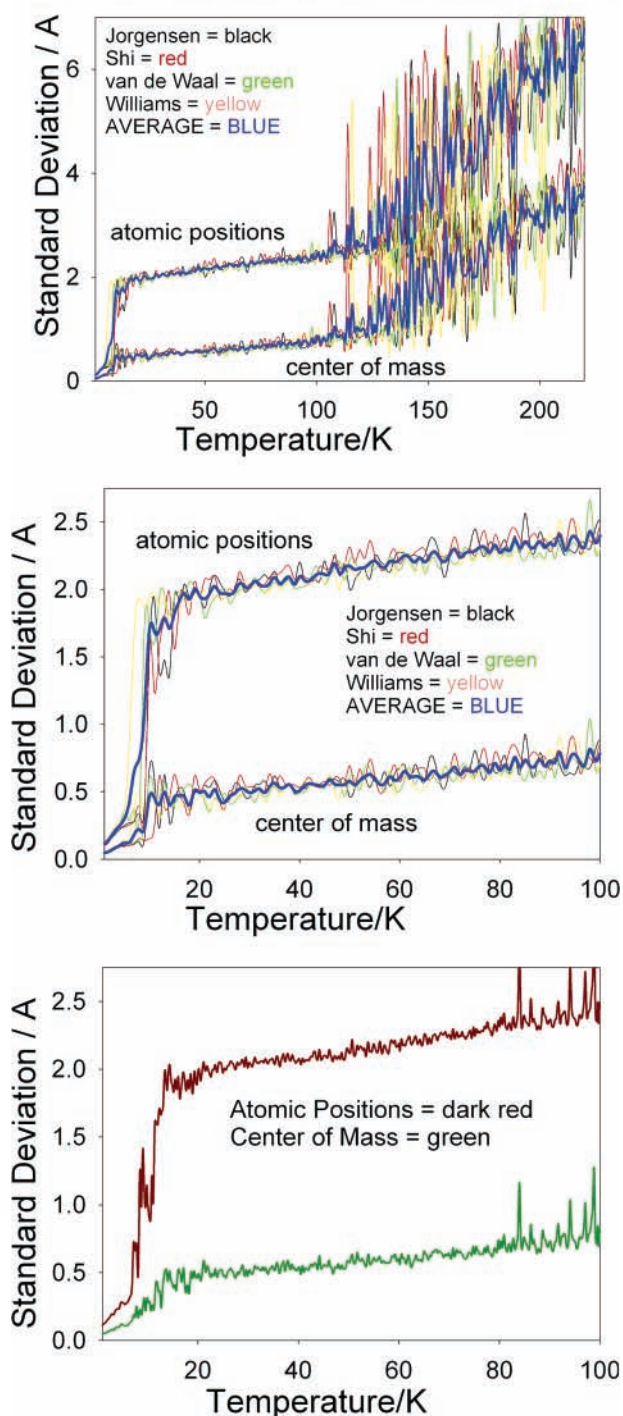 Standard Deviation / A
6
4
2
0
Jorgensen = black
Shi = red
van de Waal = green
Williams = yellow
AVERAGE = BLUE
atomic positions
center of mass
50
100
150
200
Temperature/K
Standard Deviation / A
2.5
2.0
1.5
1.0
0.5
0.0
atomic positions
Jorgensen = black
Shi = red
van de Waal = green
Williams = yellow
AVERAGE = BLUE
center of mass
20
40
60
80
100
Temperature/K
Standard Deviation / A
2.5
2.0
1.5
1.0
0.5
0.0
Atomic Positions = dark red
Center of Mass = green
20
40
60
80
100
Temperature/K